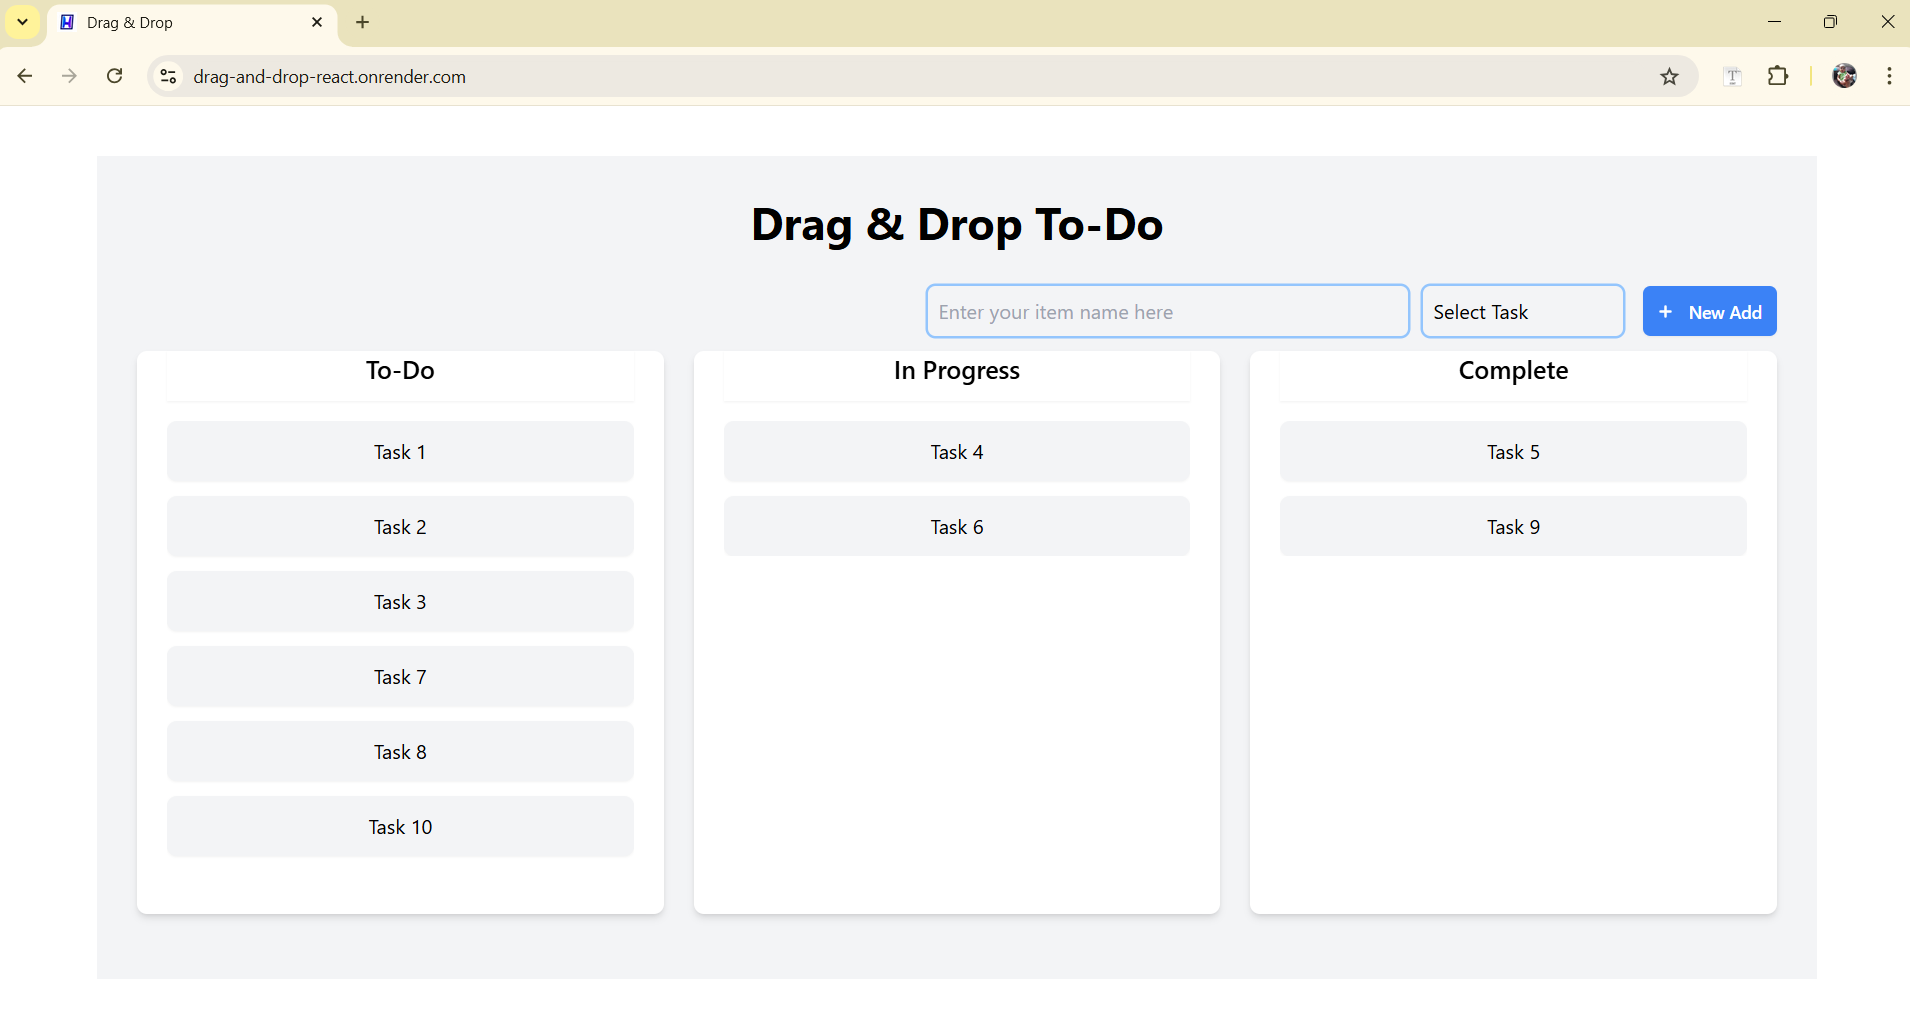 Drag & Drop
drag-and-drop-react.onrender.com
Drag & Drop To-Do
Enter your item name here
Select Task
+ New Add
To-Do
Task 1
Task 2
Task 3
Task 7
Task 8
Task 10
In Progress
Task 4
Task 6
Complete
Task 5
Task 9